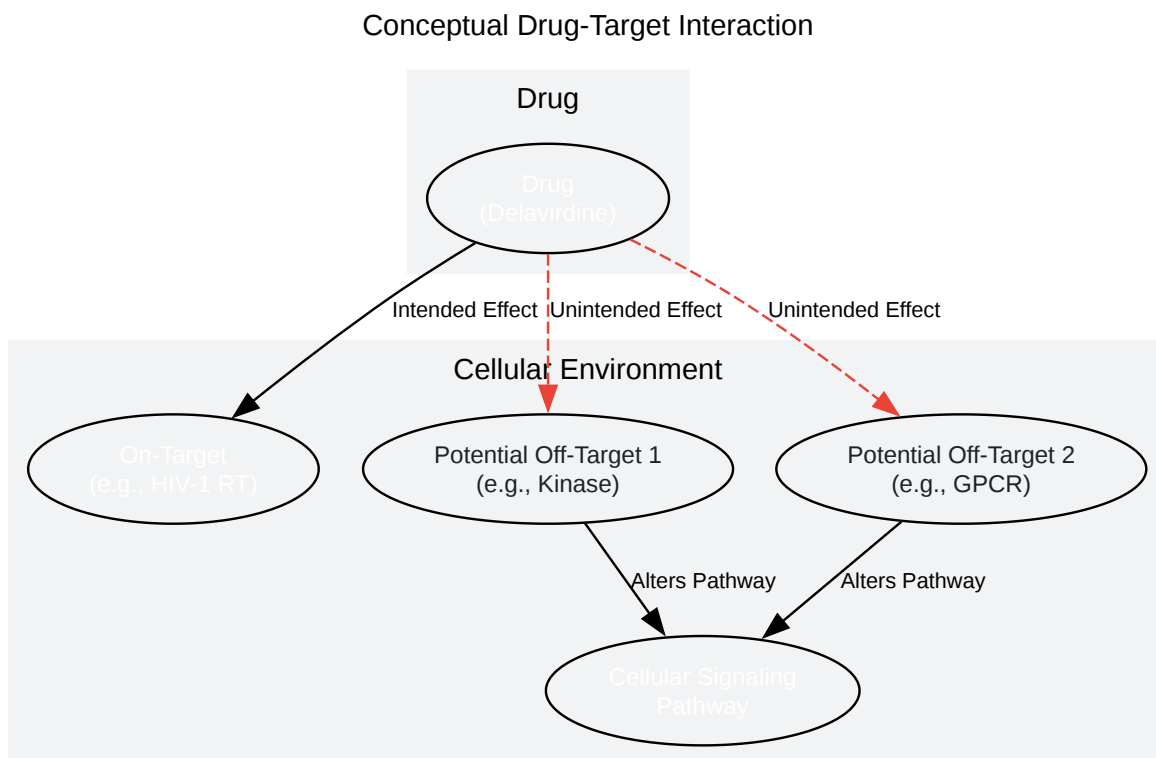 Conceptual Drug-Target Interaction
Drug
Drug
(Delavirdine)
Intended Effect
Unintended Effect
Unintended Effect
Cellular Environment
On-Target
(e.g., HIV-1 RT)
Potential Off-Target 1
(e.g., Kinase)
Potential Off-Target 2
(e.g., GPCR)
Alters Pathway
Alters Pathway
Cellular Signaling
Pathway